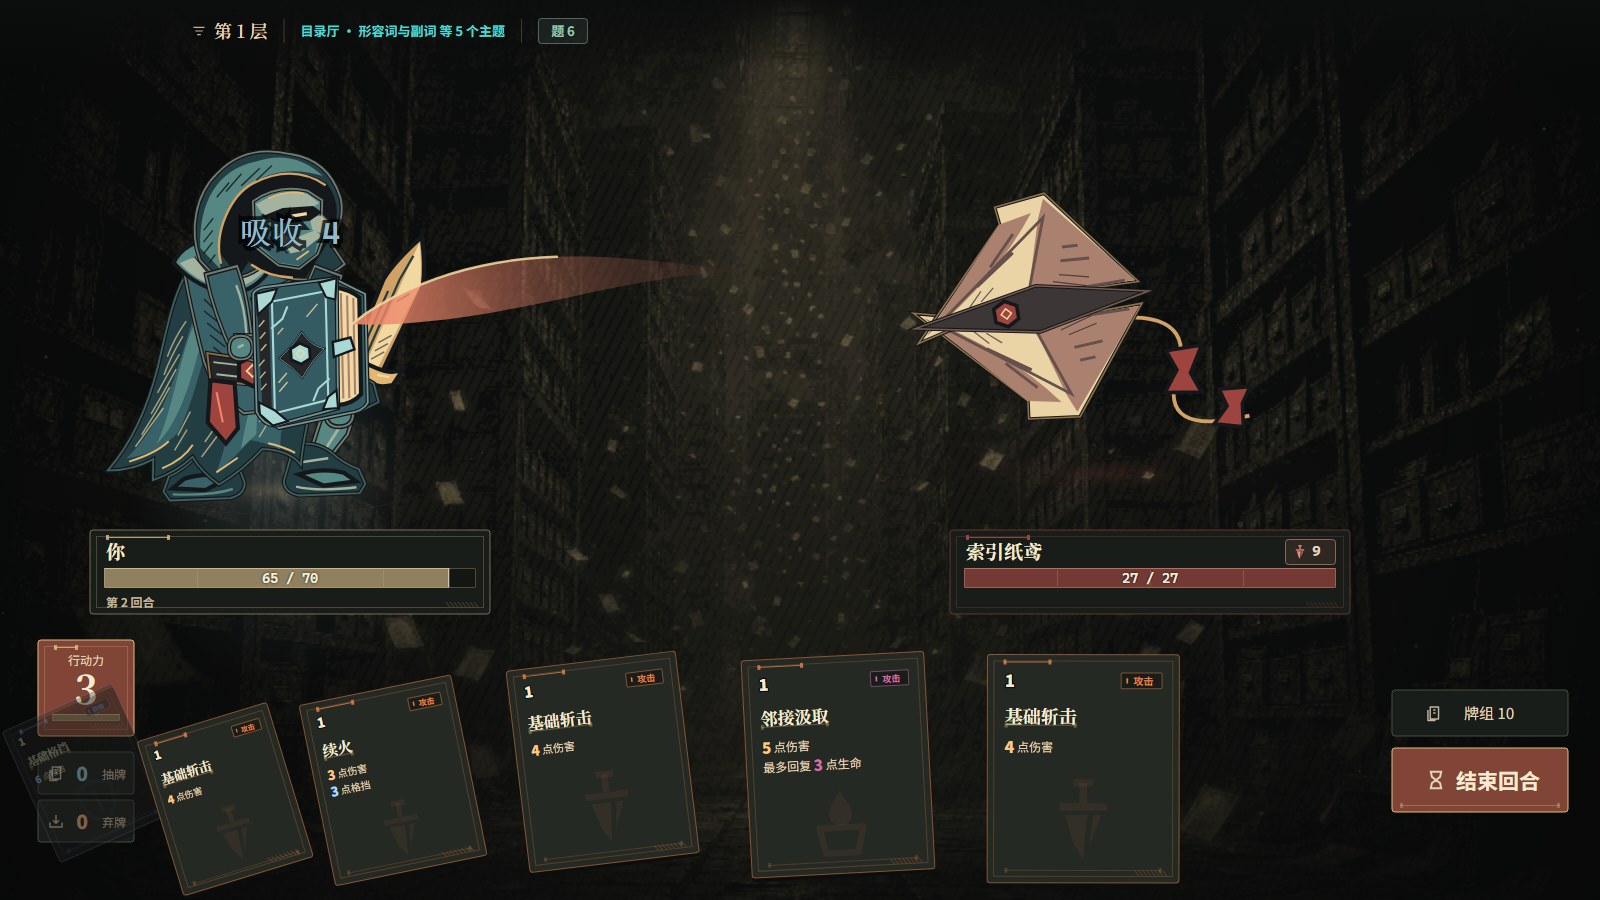 第 1 层
目录厅 · 形容词与副词 等 5 个主题
题 6
吸收 4
你
65 / 70
第 2 回合
索引纸鸢
9
27 / 27
行动力
3
0 抽牌
0 弃牌
1
基础格挡
6
1
攻击
基础斩击
4 点伤害
1
攻击
续火
3 点伤害
3 点格挡
1
攻击
基础斩击
4 点伤害
1
攻击
邻接汲取
5 点伤害
最多回复 3 点生命
1
攻击
基础斩击
4 点伤害
牌组 10
结束回合